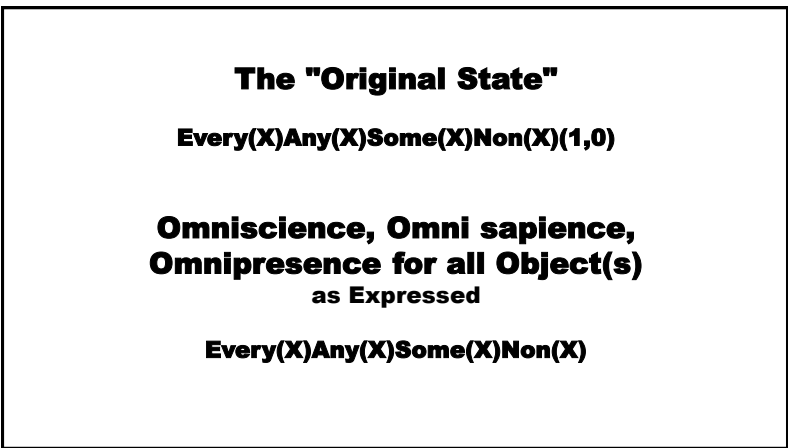 The "Original State"
Every(X)Any(X)Some(X)Non(X)(1,0)
Omniscience, Omni sapience,
Omnipresence for all Object(s)
as Expressed
Every(X)Any(X)Some(X)Non(X)